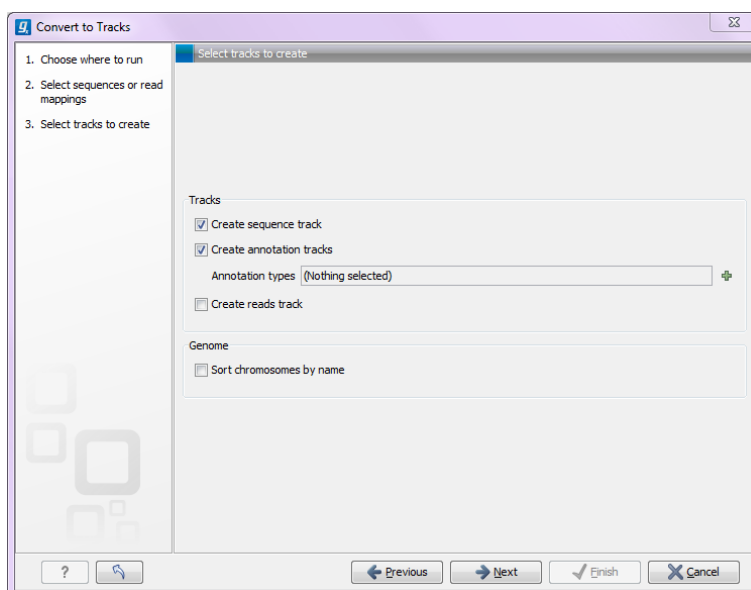 Convert to Tracks
1. Choose where to run
2. Select sequences or read
mappings
3. Select tracks to create
Select tracks to create
Tracks
Create sequence track
Create annotation tracks
Annotation types (Nothing selected)
Create reads track
Genome
Sort chromosomes by name
? Previous Next Finish Cancel